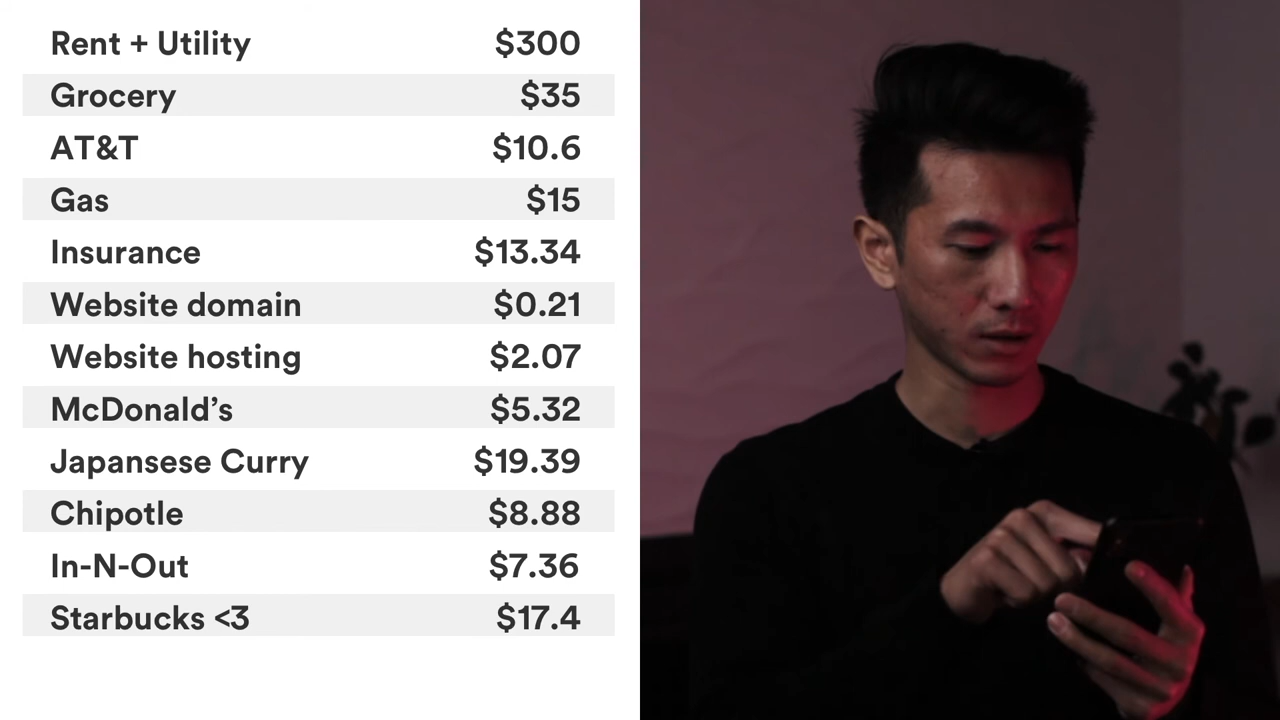 Rent + Utility $300
Grocery $35
AT&T $10.6
Gas $15
Insurance $13.34
Website domain $0.21
Website hosting $2.07
McDonald’s $5.32
Japansese Curry $19.39
Chipotle $8.88
In-N-Out $7.36
Starbucks <3 $17.4